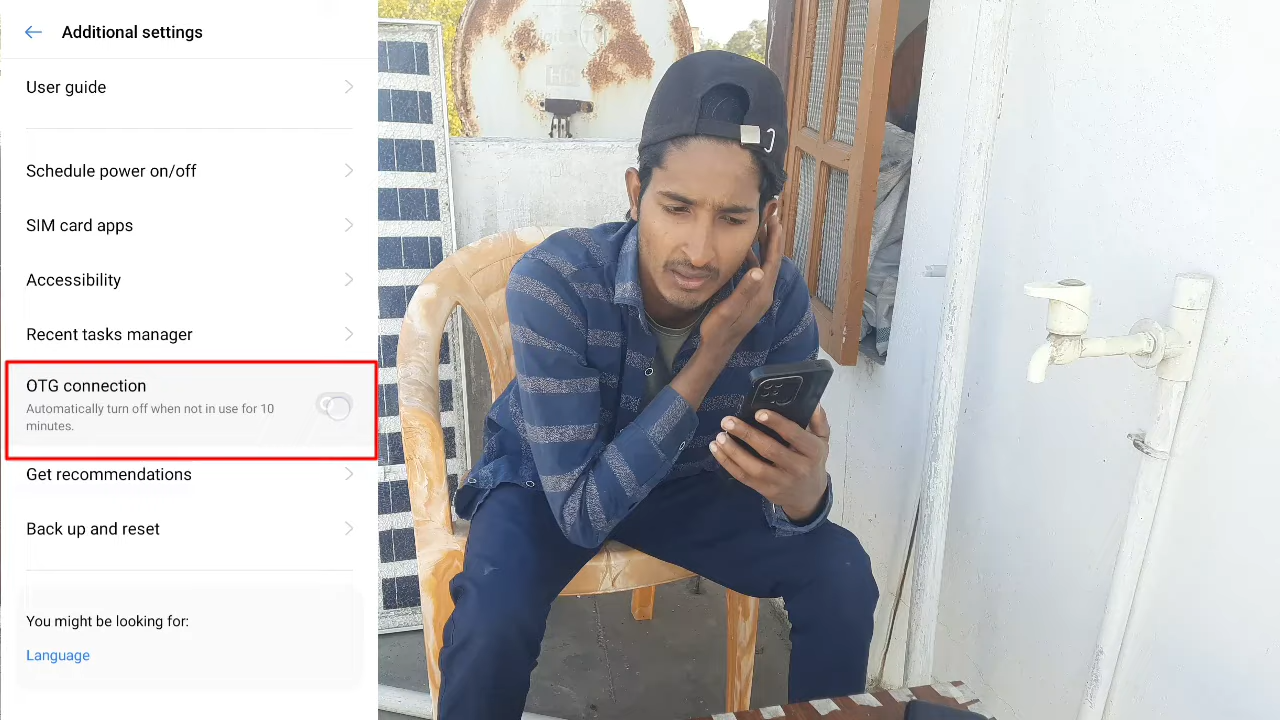 Additional settings
User guide
Schedule power on/off
SIM card apps
Accessibility
Recent tasks manager
OTG connection
Automatically turn off when not in use for 10
minutes.
Get recommendations
Back up and reset
You might be looking for:
Language